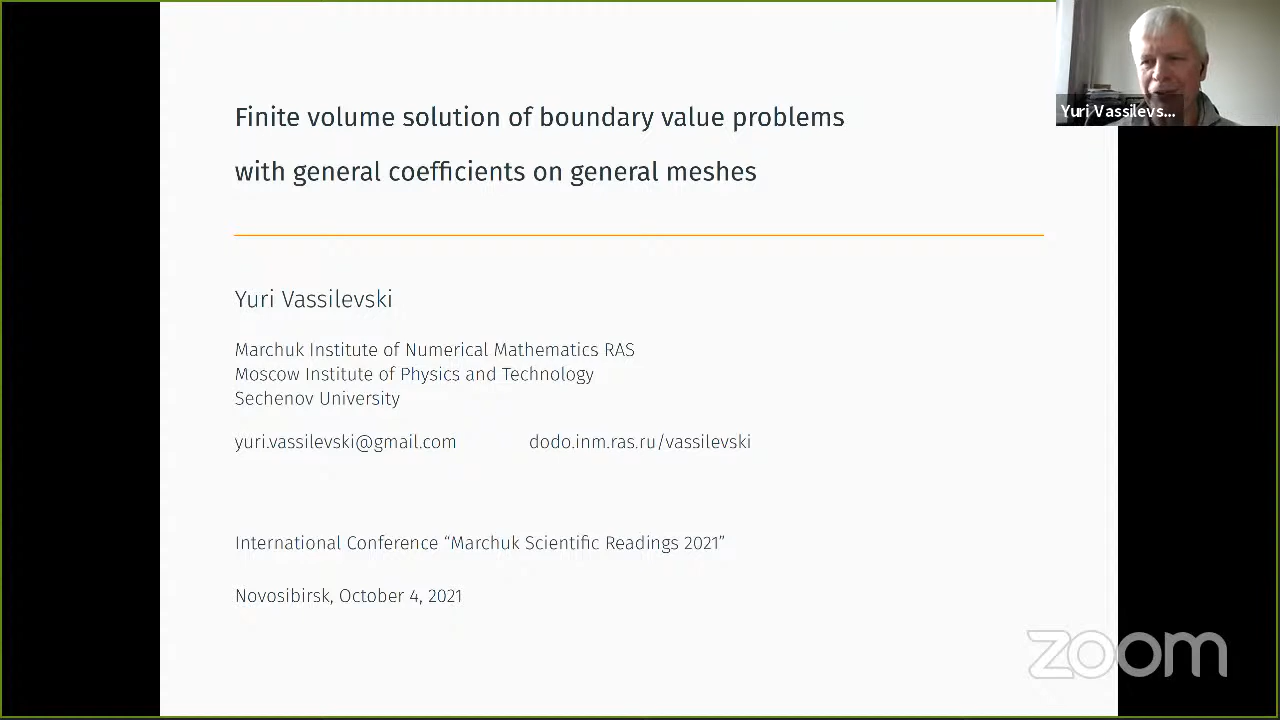 Finite volume solution of boundary value problems
with general coefficients on general meshes
Yuri Vassilevski
Marchuk Institute of Numerical Mathematics RAS
Moscow Institute of Physics and Technology
Sechenov University
yuri.vassilevski@gmail.com dodo.inm.ras.ru/vassilevski
International Conference “Marchuk Scientific Readings 2021”
Novosibirsk, October 4, 2021
Yuri Vassilevs...
zoom